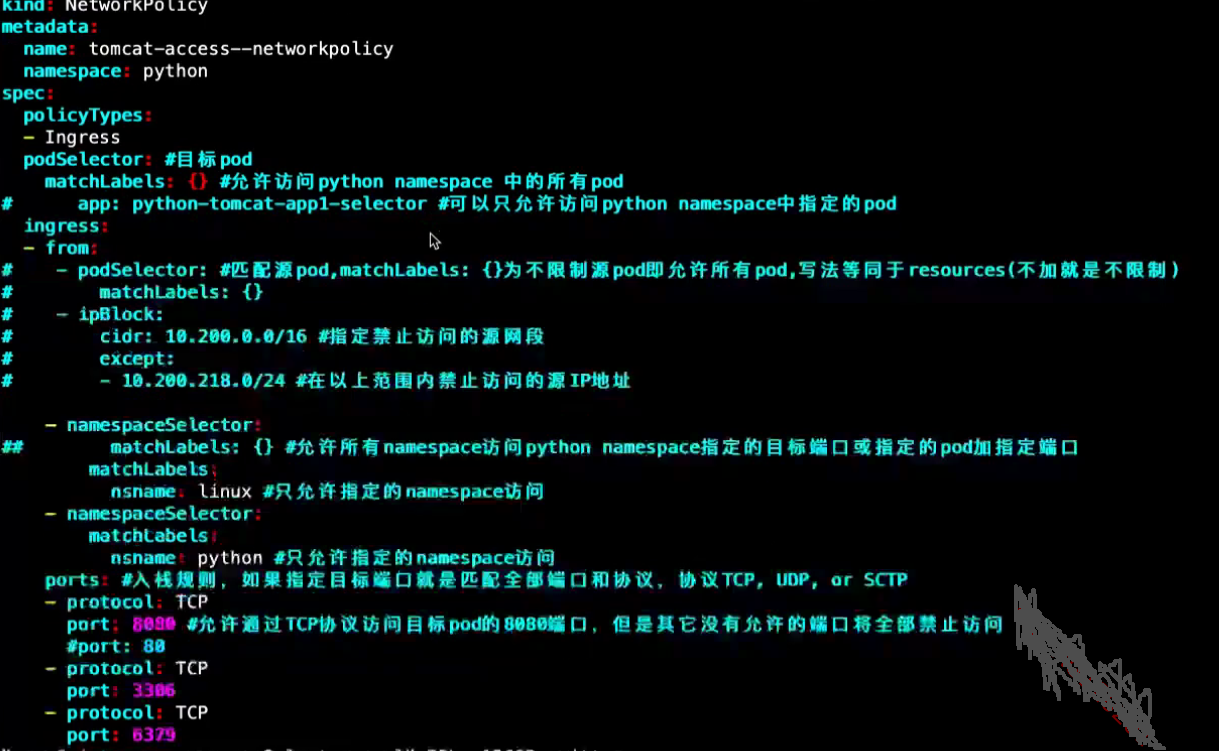 kind: NetworkPolicy
metadata:
  name: tomcat-access--networkpolicy
  namespace: python
spec:
  policyTypes:
  - Ingress
  podSelector: #目标pod
    matchLabels: {} #允许访问python namespace 中的所有pod
#      app: python-tomcat-app1-selector #可以只允许访问python namespace中指定的pod
  ingress:
  - from:
#    - podSelector: #匹配源pod,matchLabels: {}为不限制源pod即允许所有pod,写法等同于resources(不加就是不限制)
#        matchLabels: {}
#    - ipBlock:
#        cidr: 10.200.0.0/16 #指定禁止访问的源网段
#        except:
#        - 10.200.218.0/24 #在以上范围内禁止访问的源IP地址
    - namespaceSelector:
##        matchLabels: {} #允许所有namespace访问python namespace指定的目标端口或指定的pod加指定端口
        matchLabels:
          nsname: linux #只允许指定的namespace访问
    - namespaceSelector:
        matchLabels:
          nsname: python #只允许指定的namespace访问
    ports: #入栈规则，如果指定目标端口就是匹配全部端口和协议，协议TCP, UDP, or SCTP
    - protocol: TCP
      port: 8080 #允许通过TCP协议访问目标pod的8080端口，但是其它没有允许的端口将全部禁止访问
      #port: 80
    - protocol: TCP
      port: 3306
    - protocol: TCP
      port: 6379